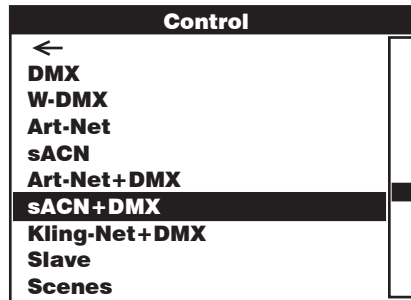 Control
←
DMX
W-DMX
Art-Net
sACN
Art-Net+DMX
sACN+DMX
Kling-Net+DMX
Slave
Scenes